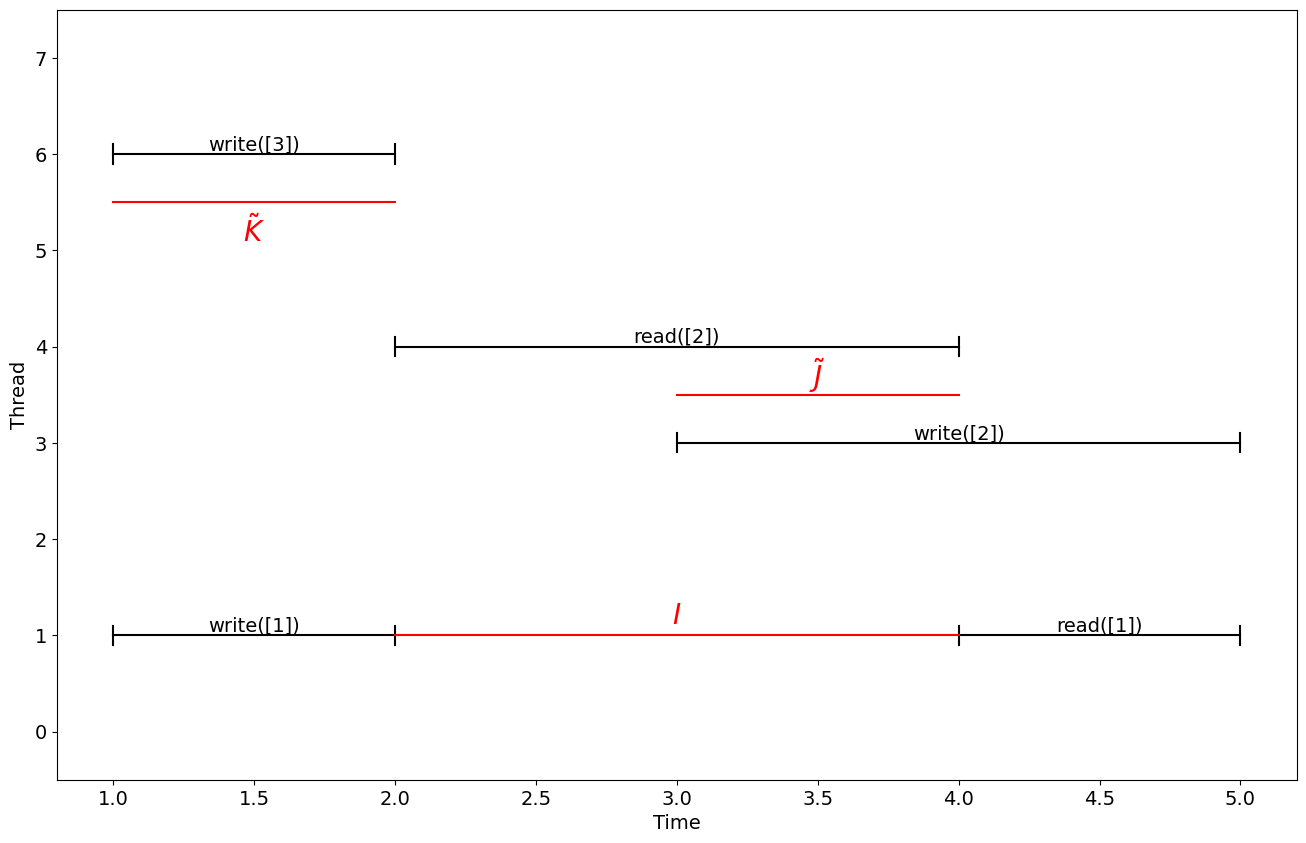 7
write([3])
6
K̃
5
read([2])
4
J̃
write([2])
3
Thread
2
I
write([1])
read([1])
1
0
1.0 1.5 2.0 2.5 3.0 3.5 4.0 4.5 5.0
Time